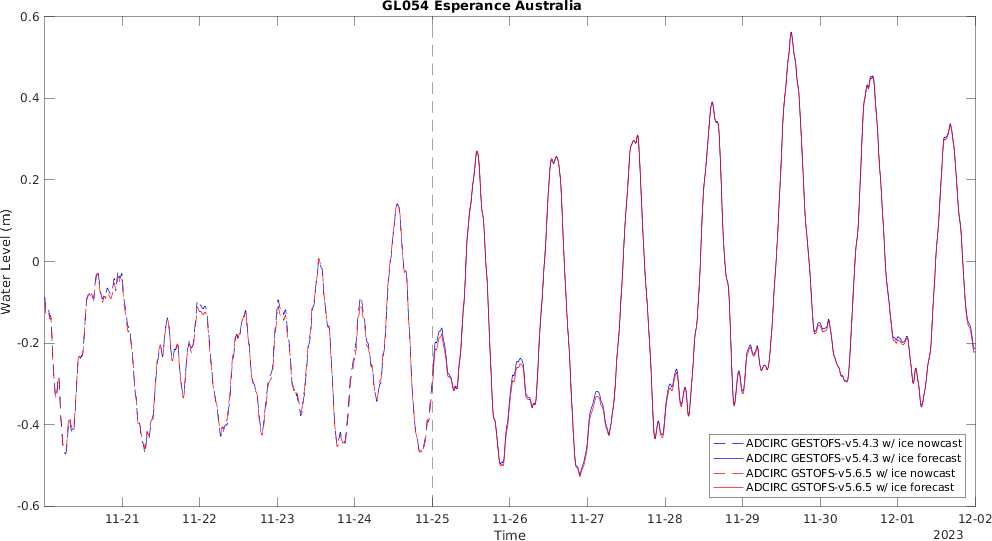 GL054 Esperance Australia
0.6
0.4
0.2
0
-0.2
-0.4
-0.6
Water Level (m)
ADCIRC GESTOFS-v5.4.3 w/ ice nowcast
ADCIRC GESTOFS-v5.4.3 w/ ice forecast
ADCIRC GSTOFS-v5.6.5 w/ ice nowcast
ADCIRC GSTOFS-v5.6.5 w/ ice forecast
11-21 11-22 11-23 11-24 11-25 11-26 11-27 11-28 11-29 11-30 12-01 12-02
Time
2023